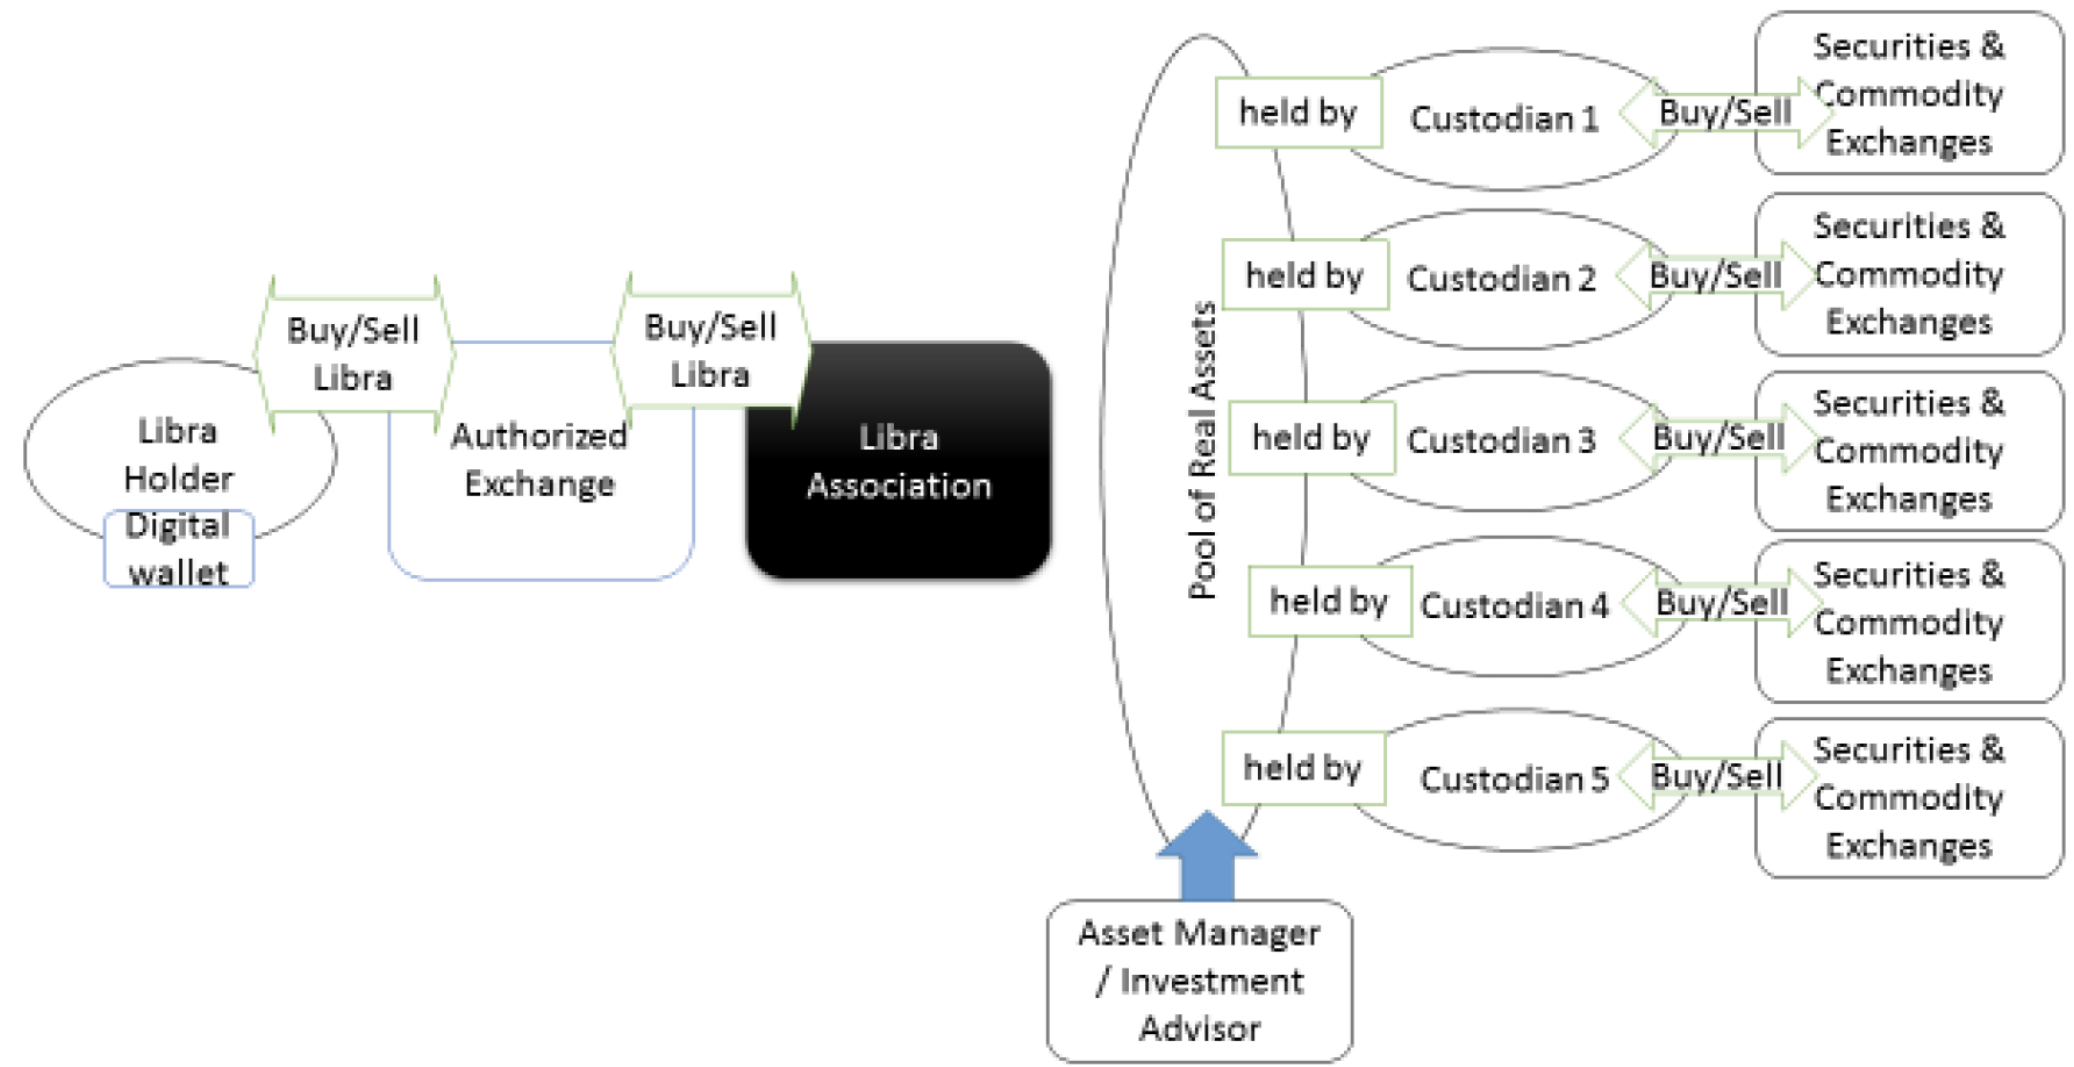 Buy/Sell
Libra
Libra
Holder
Digital
wallet
Authorized
Exchange
Buy/Sell
Libra
Libra
Association
Pool of Real Assets
held by
Custodian 1
Buy/Sell
Securities &
Commodity
Exchanges
held by
Custodian 2
Buy/Sell
Securities &
Commodity
Exchanges
held by
Custodian 3
Buy/Sell
Securities &
Commodity
Exchanges
held by
Custodian 4
Buy/Sell
Securities &
Commodity
Exchanges
held by
Custodian 5
Buy/Sell
Securities &
Commodity
Exchanges
Asset Manager
/ Investment
Advisor